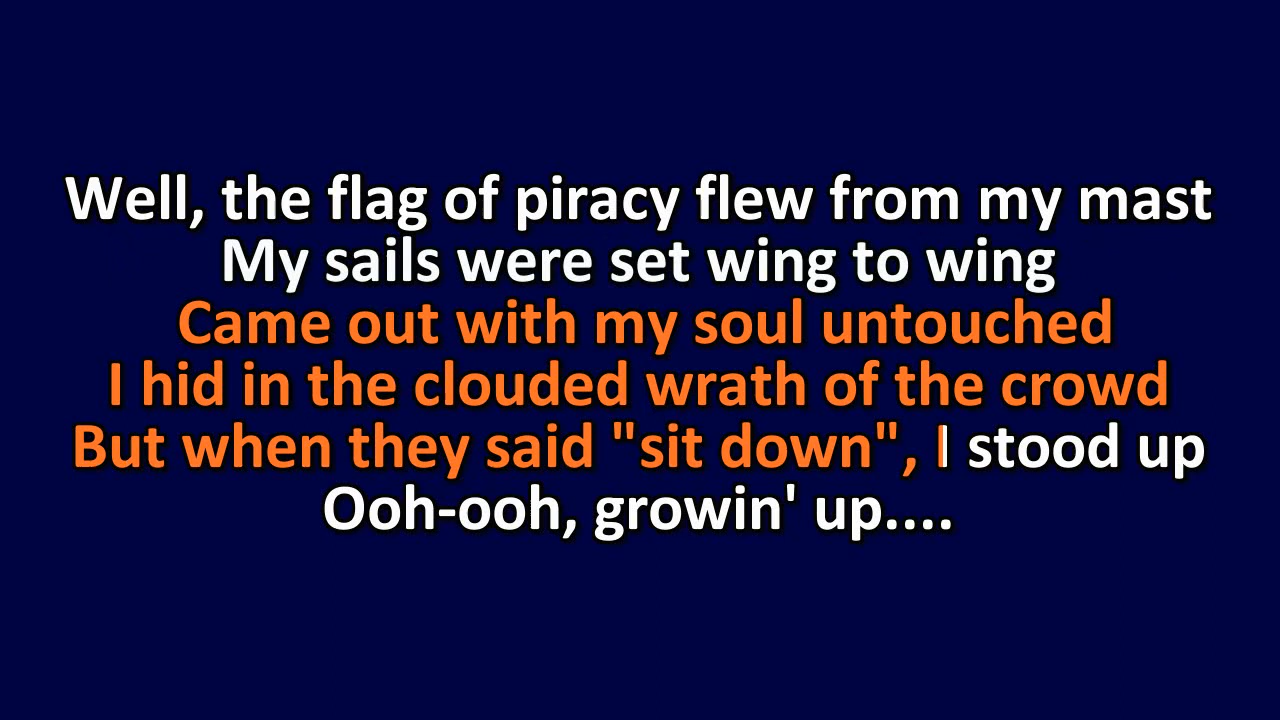 Well, the flag of piracy flew from my mast
My sails were set wing to wing
Came out with my soul untouched
I hid in the clouded wrath of the crowd
But when they said "sit down", I stood up
Ooh-ooh, growin' up....